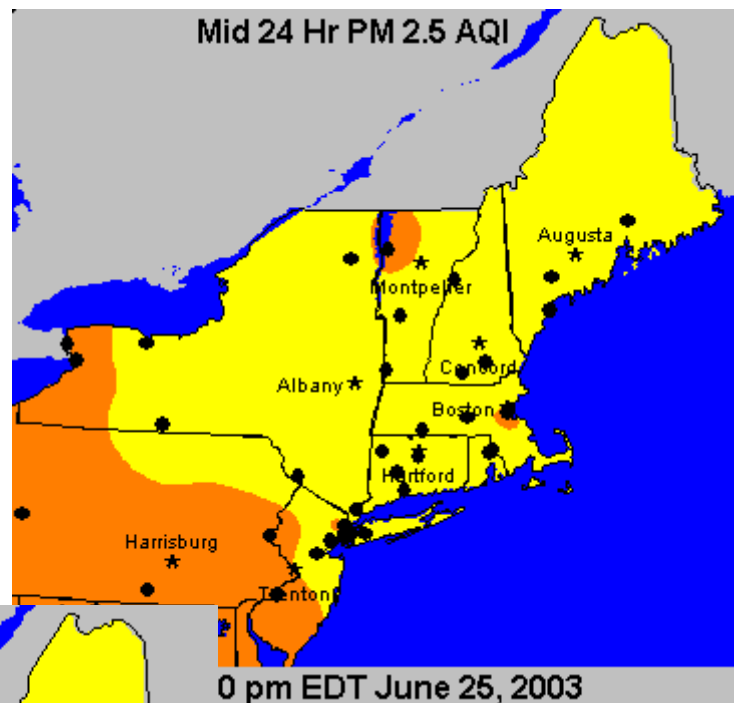 Mid 24 Hr PM 2.5 AQI
Augusta
Montpelier
Concord
Albany
Boston
Hartford
Harrisburg
Trenton
0 pm EDT June 25, 2003